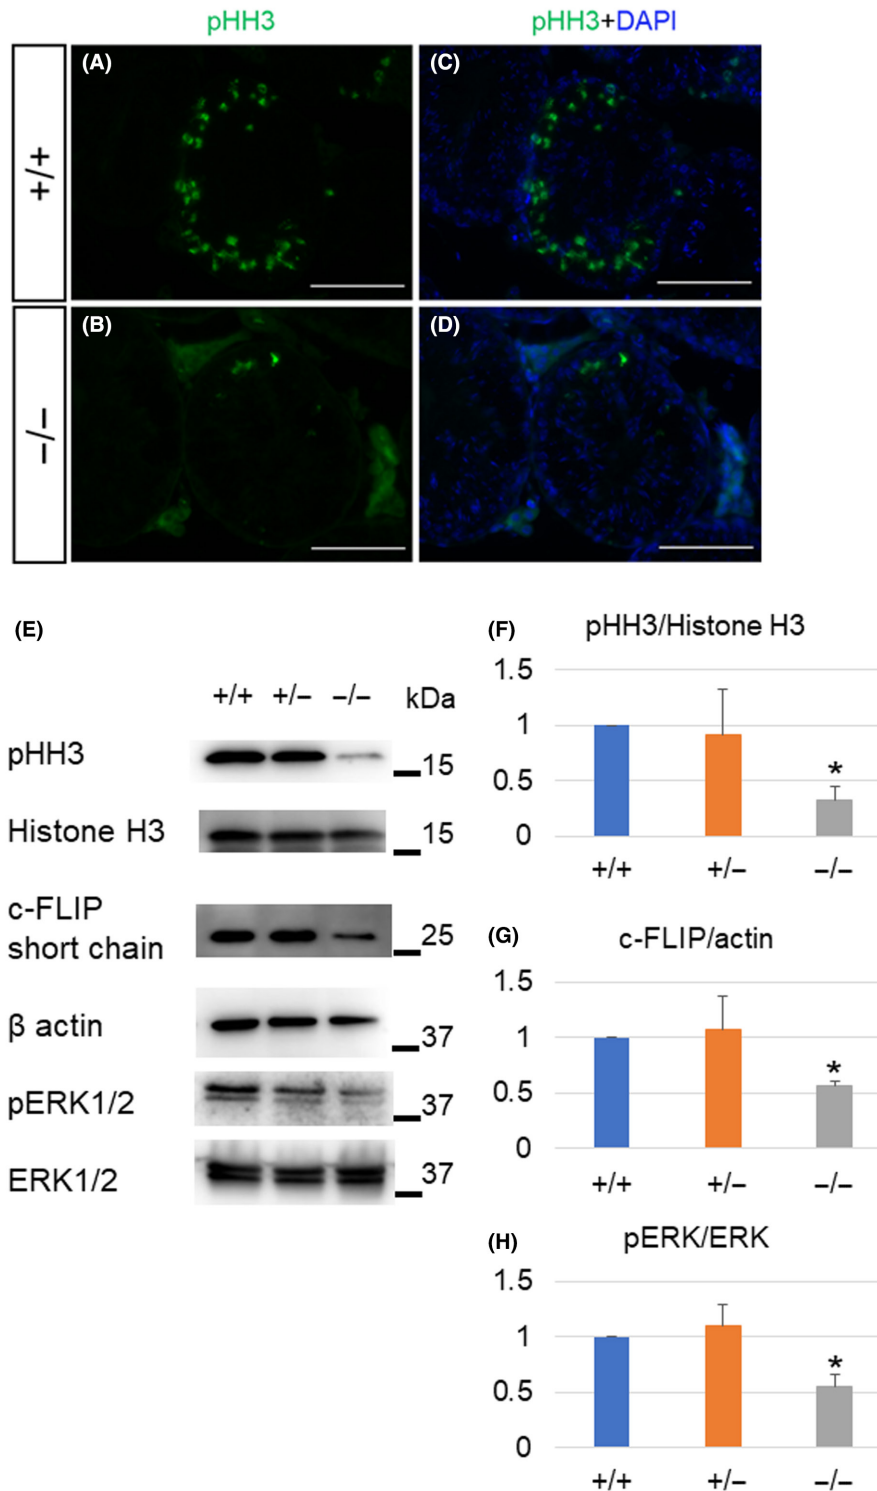 pHH3
pHH3+DAPI
+/+
(A)
(C)
−/−
(B)
(D)
(E)
+/+ +/− −/− kDa
pHH3
15
Histone H3
15
c-FLIP
short chain
25
β actin
37
pERK1/2
37
ERK1/2
37
(F)
pHH3/Histone H3
1.5
1
0.5
0
*
+/+ +/− −/−
(G)
c-FLIP/actin
1.5
1
0.5
0
*
+/+ +/− −/−
(H)
pERK/ERK
1.5
1
0.5
0
*
+/+ +/− −/−